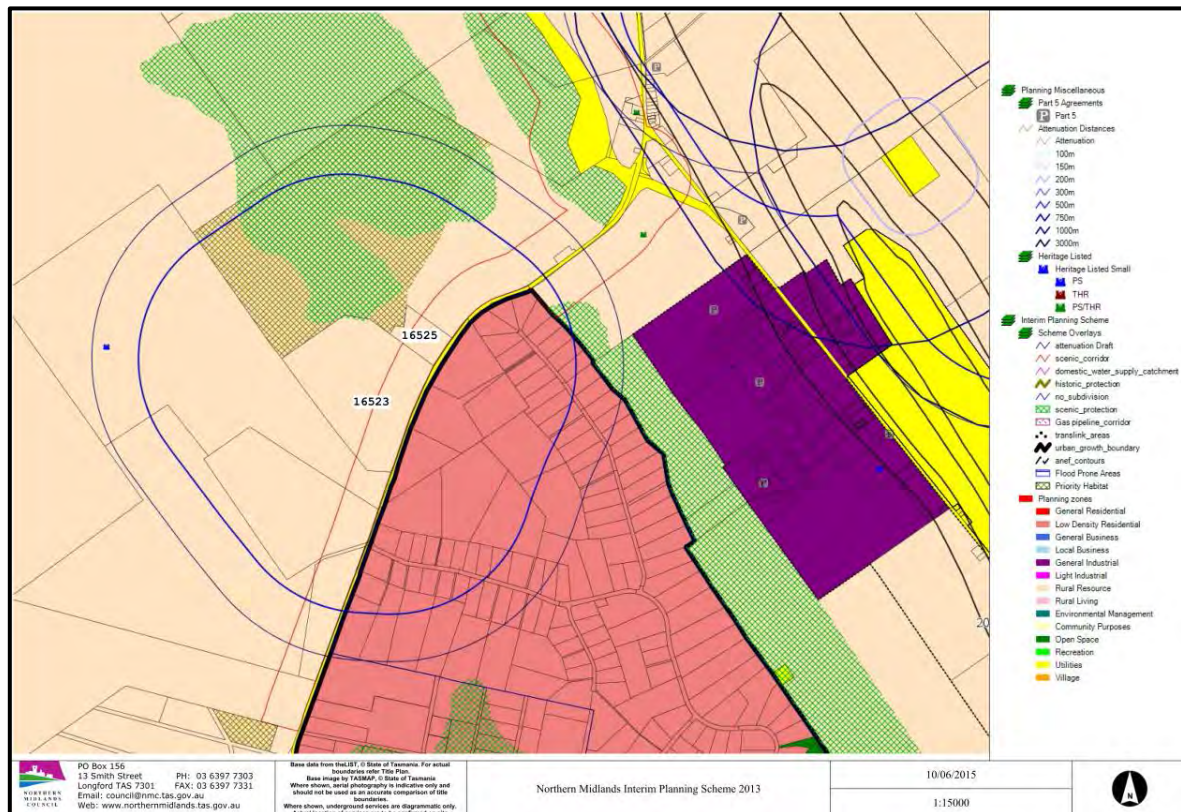 16525
16523
20
P
P
P
P
P
P
Planning Miscellaneous
Part 5 Agreements
P Part 5
Attenuation Distances
Attenuation
100m
150m
200m
300m
500m
750m
1000m
3000m
Heritage Listed
Heritage Listed Small
PS
THR
PS/THR
Interim Planning Scheme
Scheme Overlays
attenuation Draft
scenic_corridor
domestic_water_supply_catchment
historic_protection
no_subdivision
scenic_protection
Gas pipeline_corridor
translink_areas
urban_growth_boundary
anef_contours
Flood Prone Areas
Priority Habitat
Planning zones
General Residential
Low Density Residential
General Business
Local Business
General Industrial
Light Industrial
Rural Resource
Rural Living
Environmental Management
Community Purposes
Open Space
Recreation
Utilities
Village
NORTHERN
MIDLANDS
COUNCIL
PO Box 156
13 Smith Street PH: 03 6397 7303
Longford TAS 7301 FAX: 03 6397 7331
Email: council@nmc.tas.gov.au
Web: www.northernmidlands.tas.gov.au
Base data from theLIST, © State of Tasmania. For actual
boundaries refer Title Plan.
Base image by TASMAP, © State of Tasmania
Where shown, aerial photography is indicative only and
should not be used as an accurate comparison of title
boundaries.
Where shown, underground services are diagrammatic only.
Northern Midlands Interim Planning Scheme 2013
10/06/2015
1:15000
N